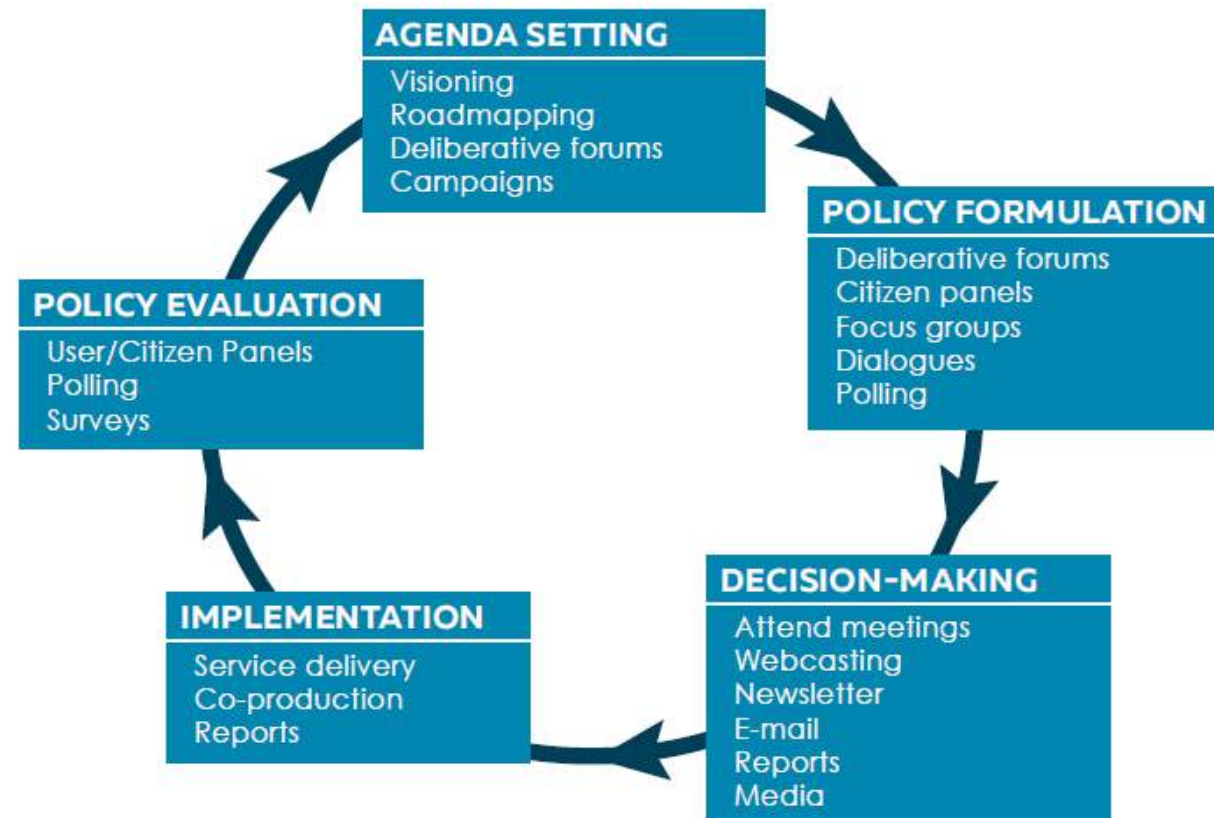 AGENDA SETTING
Visioning
Roadmapping
Deliberative forums
Campaigns
POLICY FORMULATION
Deliberative forums
Citizen panels
Focus groups
Dialogues
Polling
DECISION-MAKING
Attend meetings
Webcasting
Newsletter
E-mail
Reports
Media
IMPLEMENTATION
Service delivery
Co-production
Reports
POLICY EVALUATION
User/Citizen Panels
Polling
Surveys